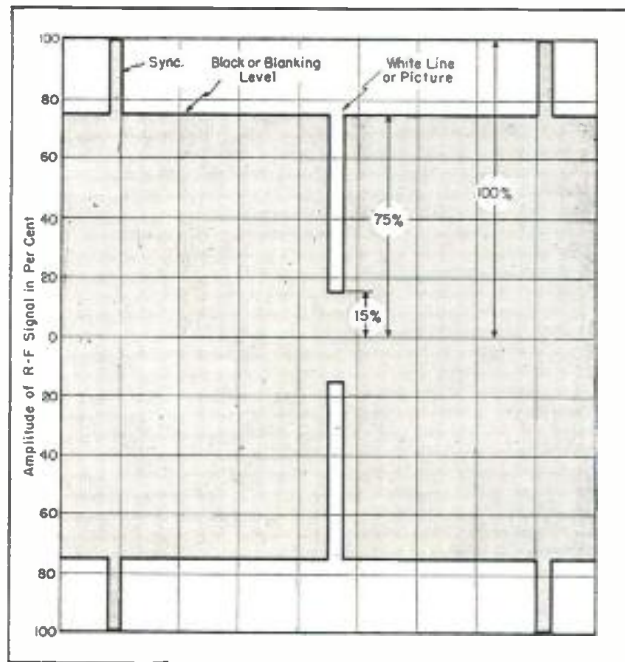 100
80
60
40
20
0
20
40
60
80
100
Amplitude of R-F Signal in Per Cent
Sync.
Black or Blanking
Level
White Line
or Picture
100%
75%
15%